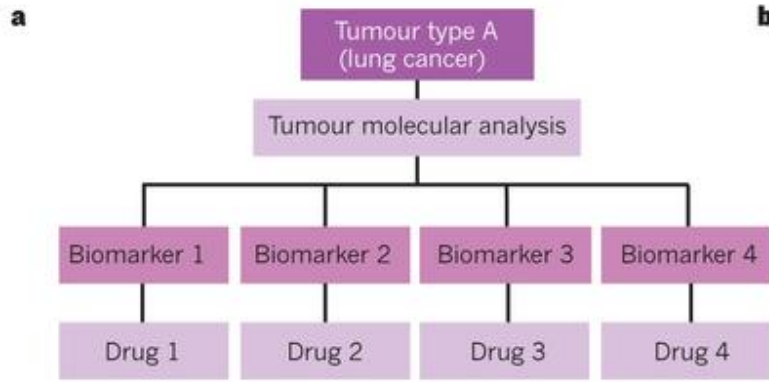 a
b
Tumour type A
(lung cancer)
Tumour molecular analysis
Biomarker 1
Biomarker 2
Biomarker 3
Biomarker 4
Drug 1
Drug 2
Drug 3
Drug 4